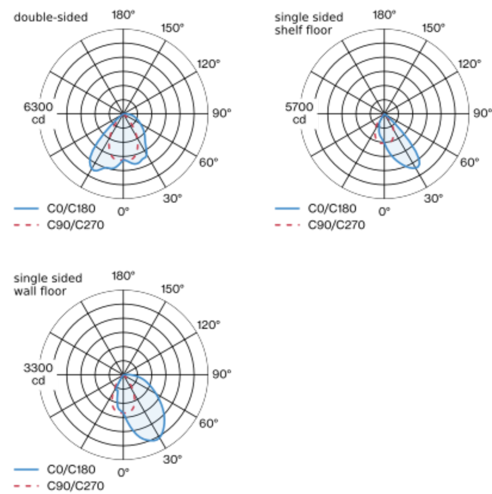 double-sided
180°
150°
120°
6300
cd
90°
60°
30°
0°
C0/C180
C90/C270
single sided
shelf floor
180°
150°
120°
5700
cd
90°
60°
30°
0°
C0/C180
C90/C270
single sided
wall floor
180°
150°
120°
3300
cd
90°
60°
30°
0°
C0/C180
C90/C270